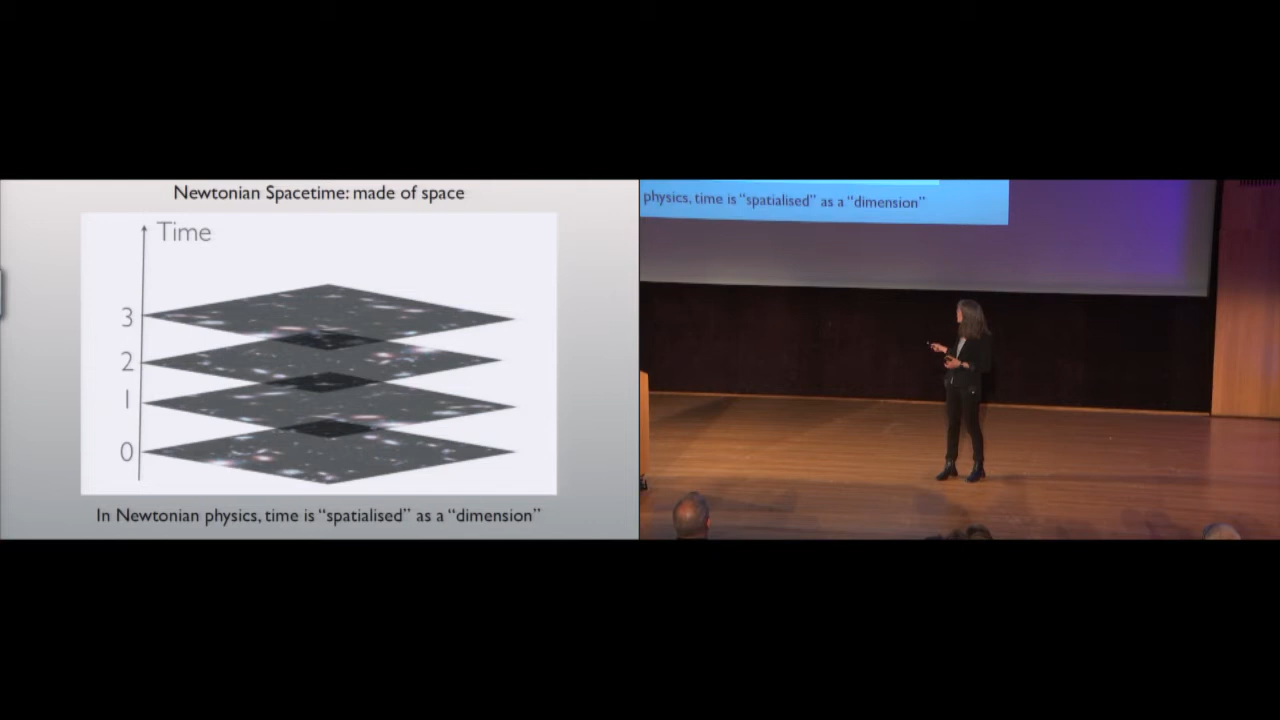 Newtonian Spacetime: made of space
Time
3
2
1
0
In Newtonian physics, time is “spatialised” as a “dimension”
physics, time is “spatialised” as a “dimension”